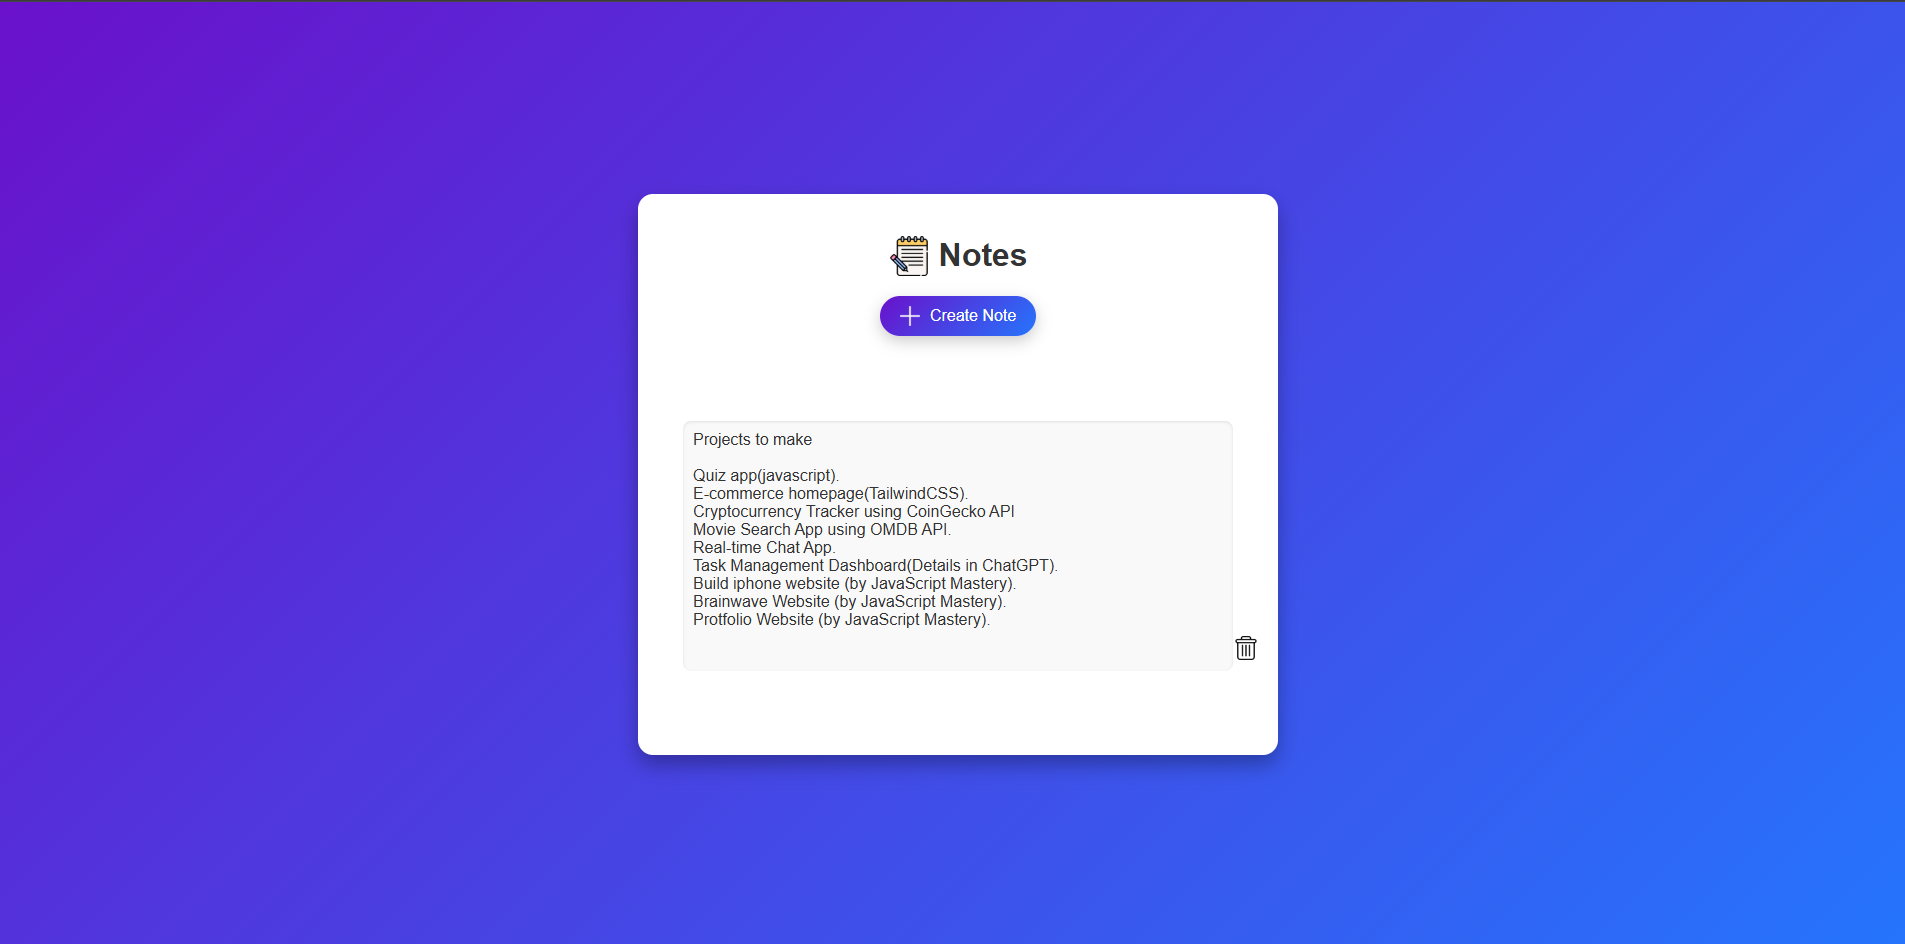 Notes
Create Note
Projects to make
Quiz app(javascript).
E-commerce homepage(TailwindCSS).
Cryptocurrency Tracker using CoinGecko API
Movie Search App using OMDB API.
Real-time Chat App.
Task Management Dashboard(Details in ChatGPT).
Build iphone website (by JavaScript Mastery).
Brainwave Website (by JavaScript Mastery).
Protfolio Website (by JavaScript Mastery).